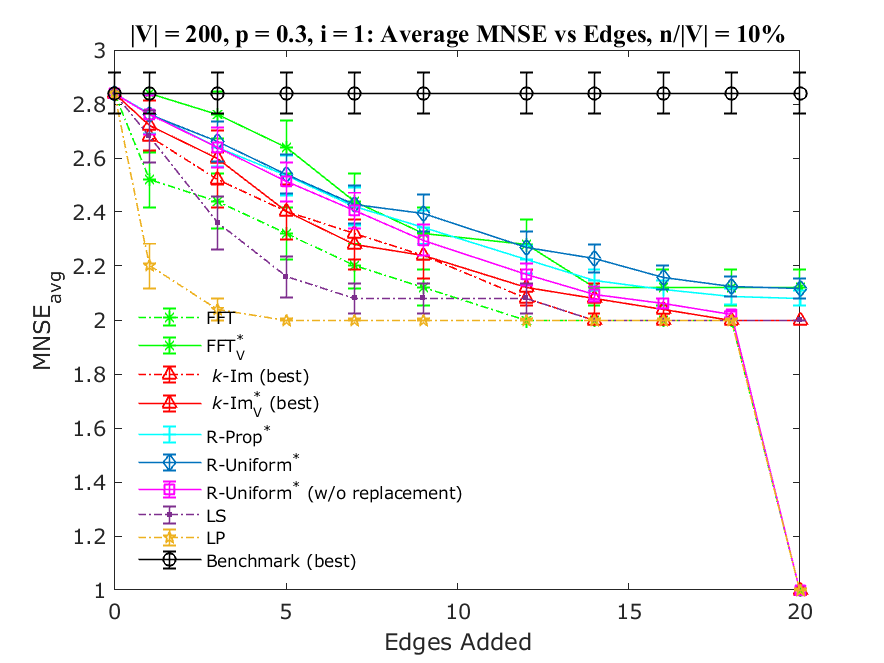 |V| = 200, p = 0.3, i = 1: Average MNSE vs Edges, n/|V| = 10%
3
2.8
2.6
2.4
2.2
2
1.8
1.6
1.4
1.2
1
MNSE_avg
FFT
FFT*_V
k-Im (best)
k-Im*_V (best)
R-Prop*
R-Uniform*
R-Uniform* (w/o replacement)
LS
LP
Benchmark (best)
0 5 10 15 20
Edges Added